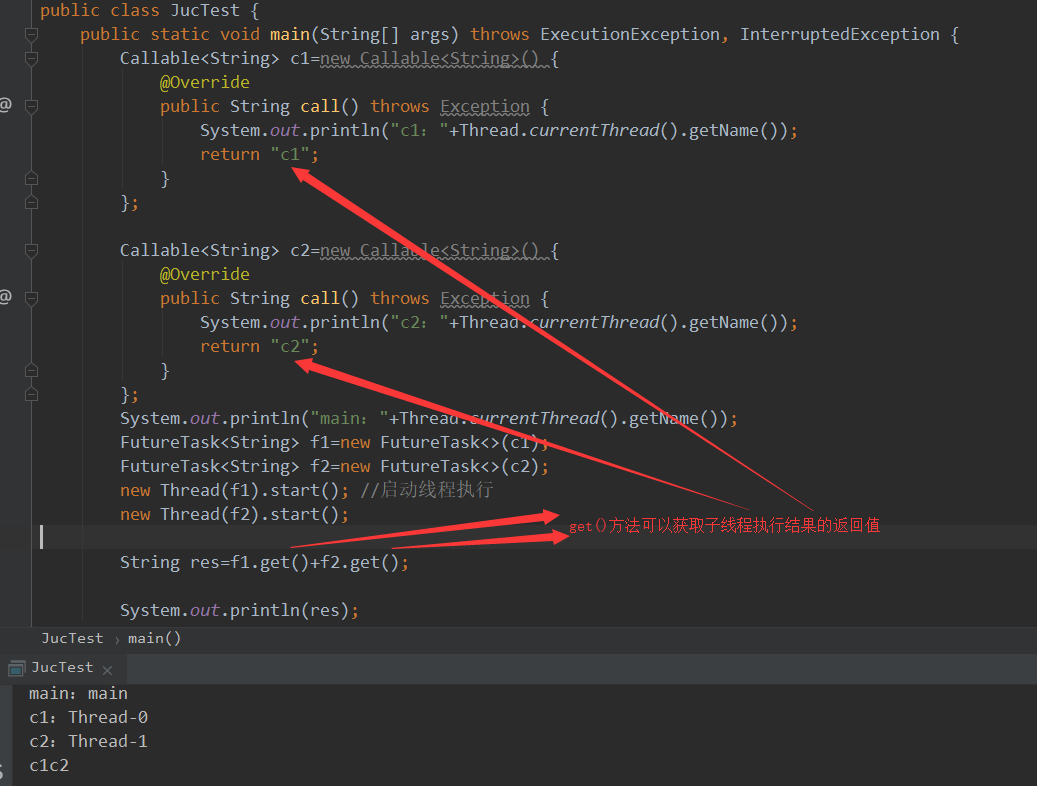 public class JucTest {
public static void main(String[] args) throws ExecutionException, InterruptedException {
Callable<String> c1=new Callable<String>() {
@Override
public String call() throws Exception {
System.out.println("c1："+Thread.currentThread().getName());
return "c1";
}
};
Callable<String> c2=new Callable<String>() {
@Override
public String call() throws Exception {
System.out.println("c2："+Thread.currentThread().getName());
return "c2";
}
};
System.out.println("main："+Thread.currentThread().getName());
FutureTask<String> f1=new FutureTask<>(c1);
FutureTask<String> f2=new FutureTask<>(c2);
new Thread(f1).start(); //启动线程执行
new Thread(f2).start();
get()方法可以获取子线程执行结果的返回值
String res=f1.get()+f2.get();
System.out.println(res);
JucTest › main()
JucTest ×
main：main
c1：Thread-0
c2：Thread-1
c1c2